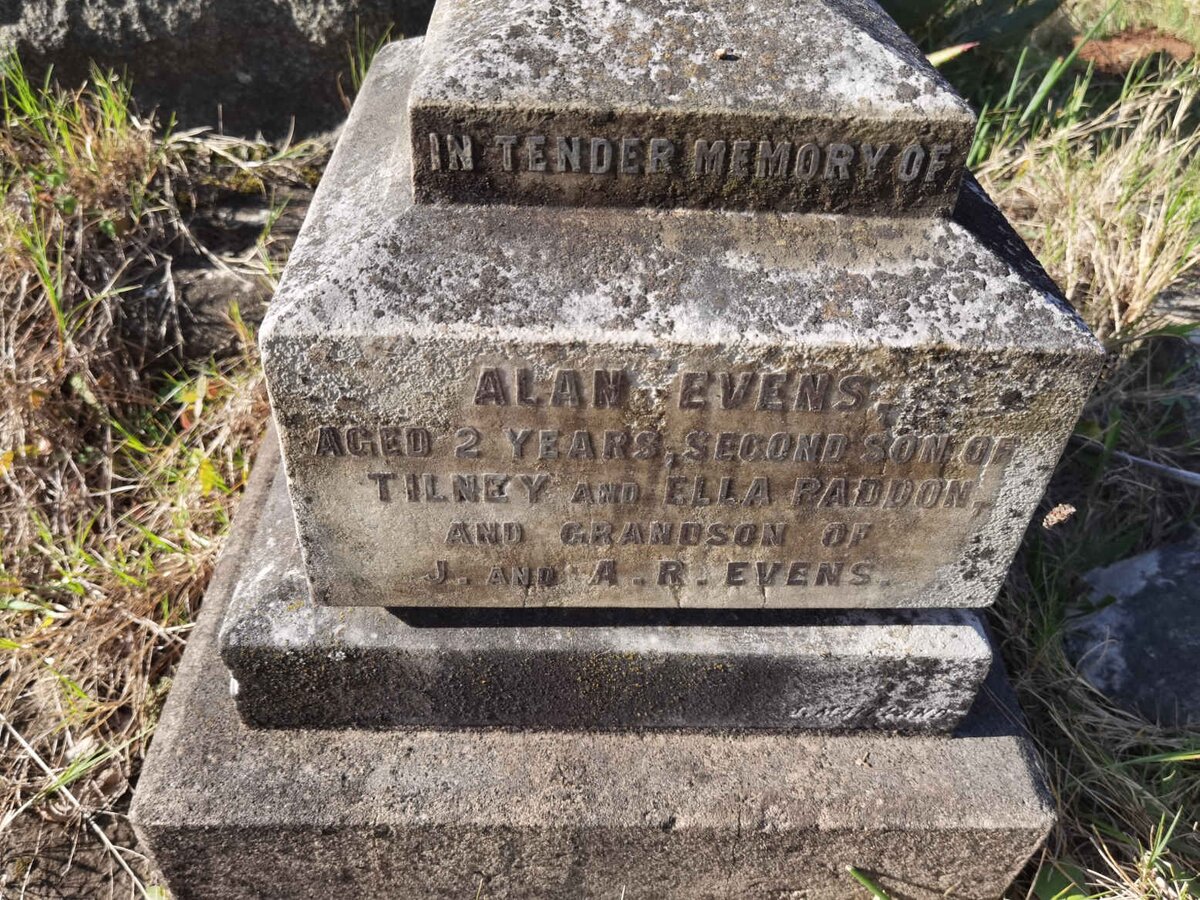 IN TENDER MEMORY OF
ALAN EVENS,
AGED 2 YEARS, SECOND SON OF
TILNEY AND ELLA RADDON,
AND GRANDSON OF
J. AND A. R. EVENS.